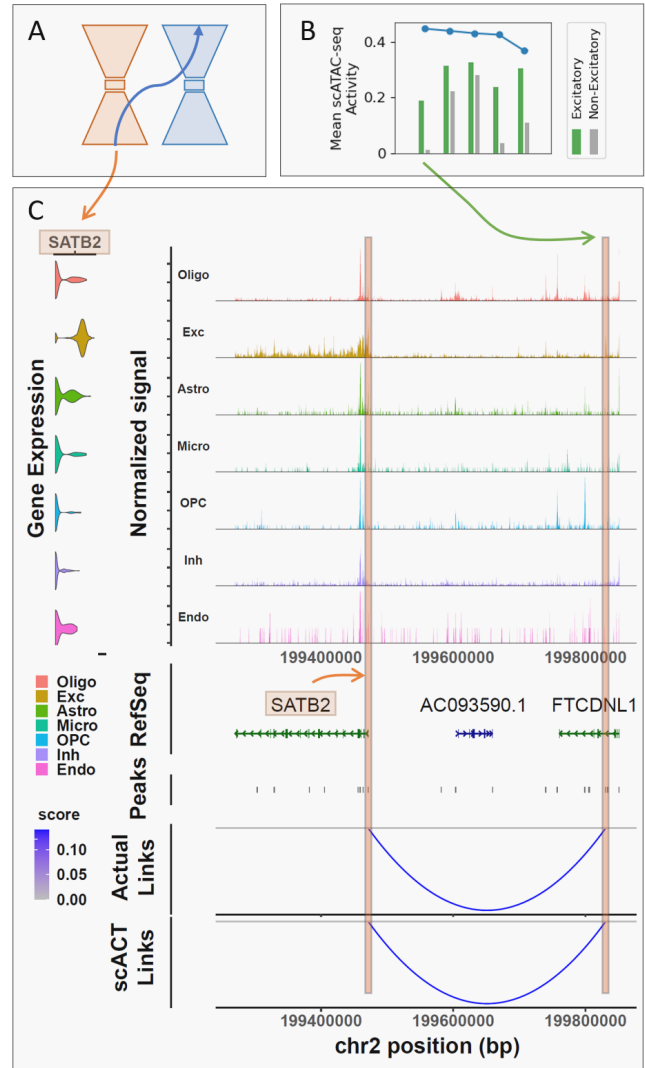 A
B
Mean scATAC-seq
Activity
0.4
0.2
0
Excitatory
Non-Excitatory
C
SATB2
Gene Expression
Normalized signal
Oligo
Exc
Astro
Micro
OPC
Inh
Endo
199400000 199600000 199800000
Oligo
Exc
Astro
Micro
OPC
Inh
Endo
RefSeq
SATB2 AC093590.1 FTCDNL1
Peaks
score
0.10
0.05
0.00
Actual
Links
scACT
Links
199400000 199600000 199800000
chr2 position (bp)